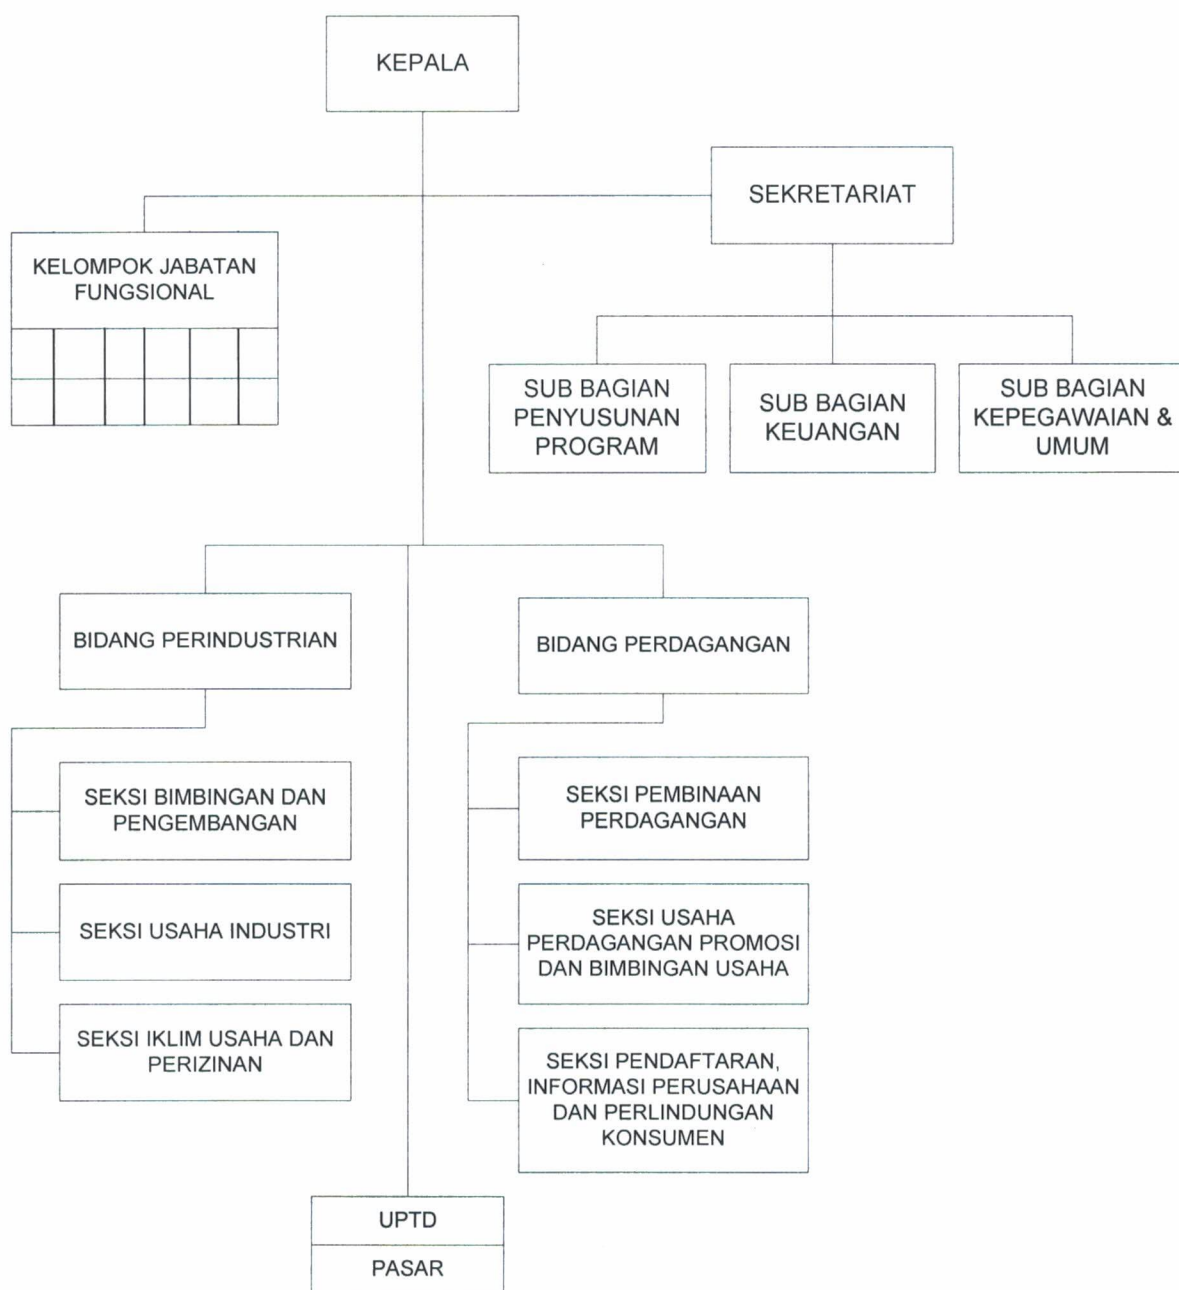 KEPALA
SEKRETARIAT
KELOMPOK JABATAN
FUNGSIONAL
SUB BAGIAN
PENYUSUNAN
PROGRAM
SUB BAGIAN
KEUANGAN
SUB BAGIAN
KEPEGAWAIAN &
UMUM
BIDANG PERINDUSTRIAN
BIDANG PERDAGANGAN
SEKSI BIMBINGAN DAN
PENGEMBANGAN
SEKSI USAHA INDUSTRI
SEKSI IKLIM USAHA DAN
PERIZINAN
SEKSI PEMBINAAN
PERDAGANGAN
SEKSI USAHA
PERDAGANGAN PROMOSI
DAN BIMBINGAN USAHA
SEKSI PENDAFTARAN,
INFORMASI PERUSAHAAN
DAN PERLINDUNGAN
KONSUMEN
UPTD
PASAR